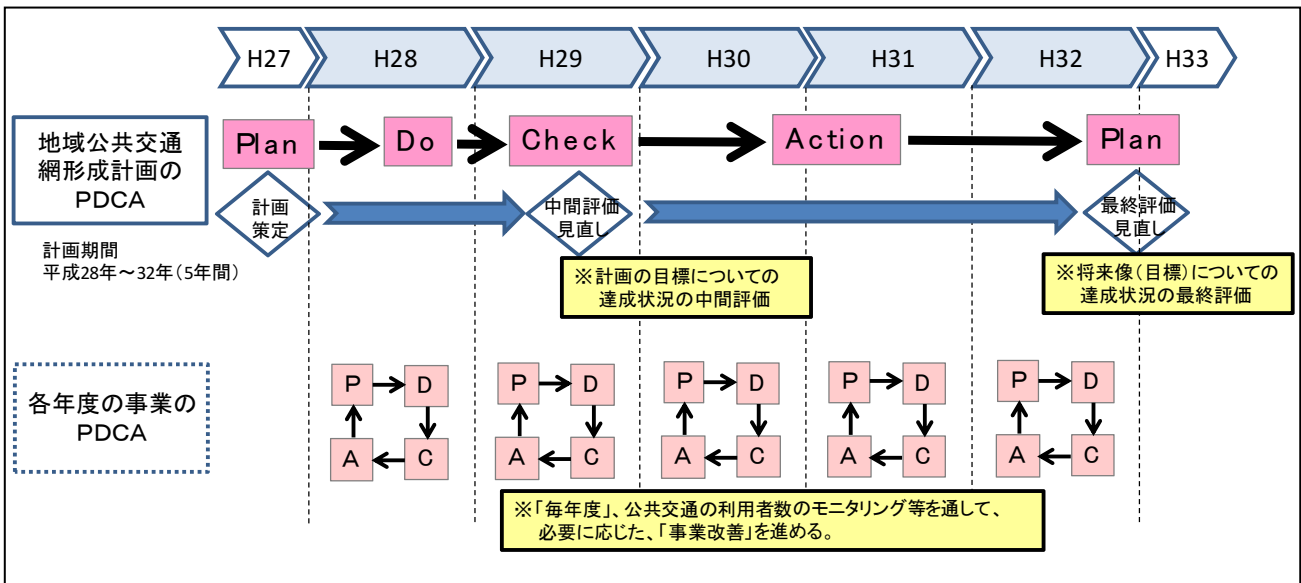 H27
H28
H29
H30
H31
H32
H33
地域公共交通
網形成計画の
PDCA
Plan
Do
Check
Action
Plan
計画
策定
中間評価
見直し
最終評価
見直し
計画期間
平成28年～32年(5年間)
※計画の目標についての
達成状況の中間評価
※将来像(目標)についての
達成状況の最終評価
各年度の事業の
PDCA
P D
A C
P D
A C
P D
A C
P D
A C
P D
A C
※「毎年度」、公共交通の利用者数のモニタリング等を通して、
必要に応じた、「事業改善」を進める。